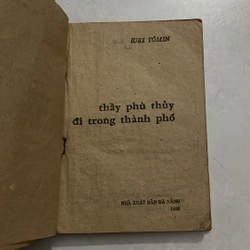 IURI TÔMIN
thầy phù thủy
đi trong thành phố
NHÀ XUẤT BẢN ĐÀ NẴNG